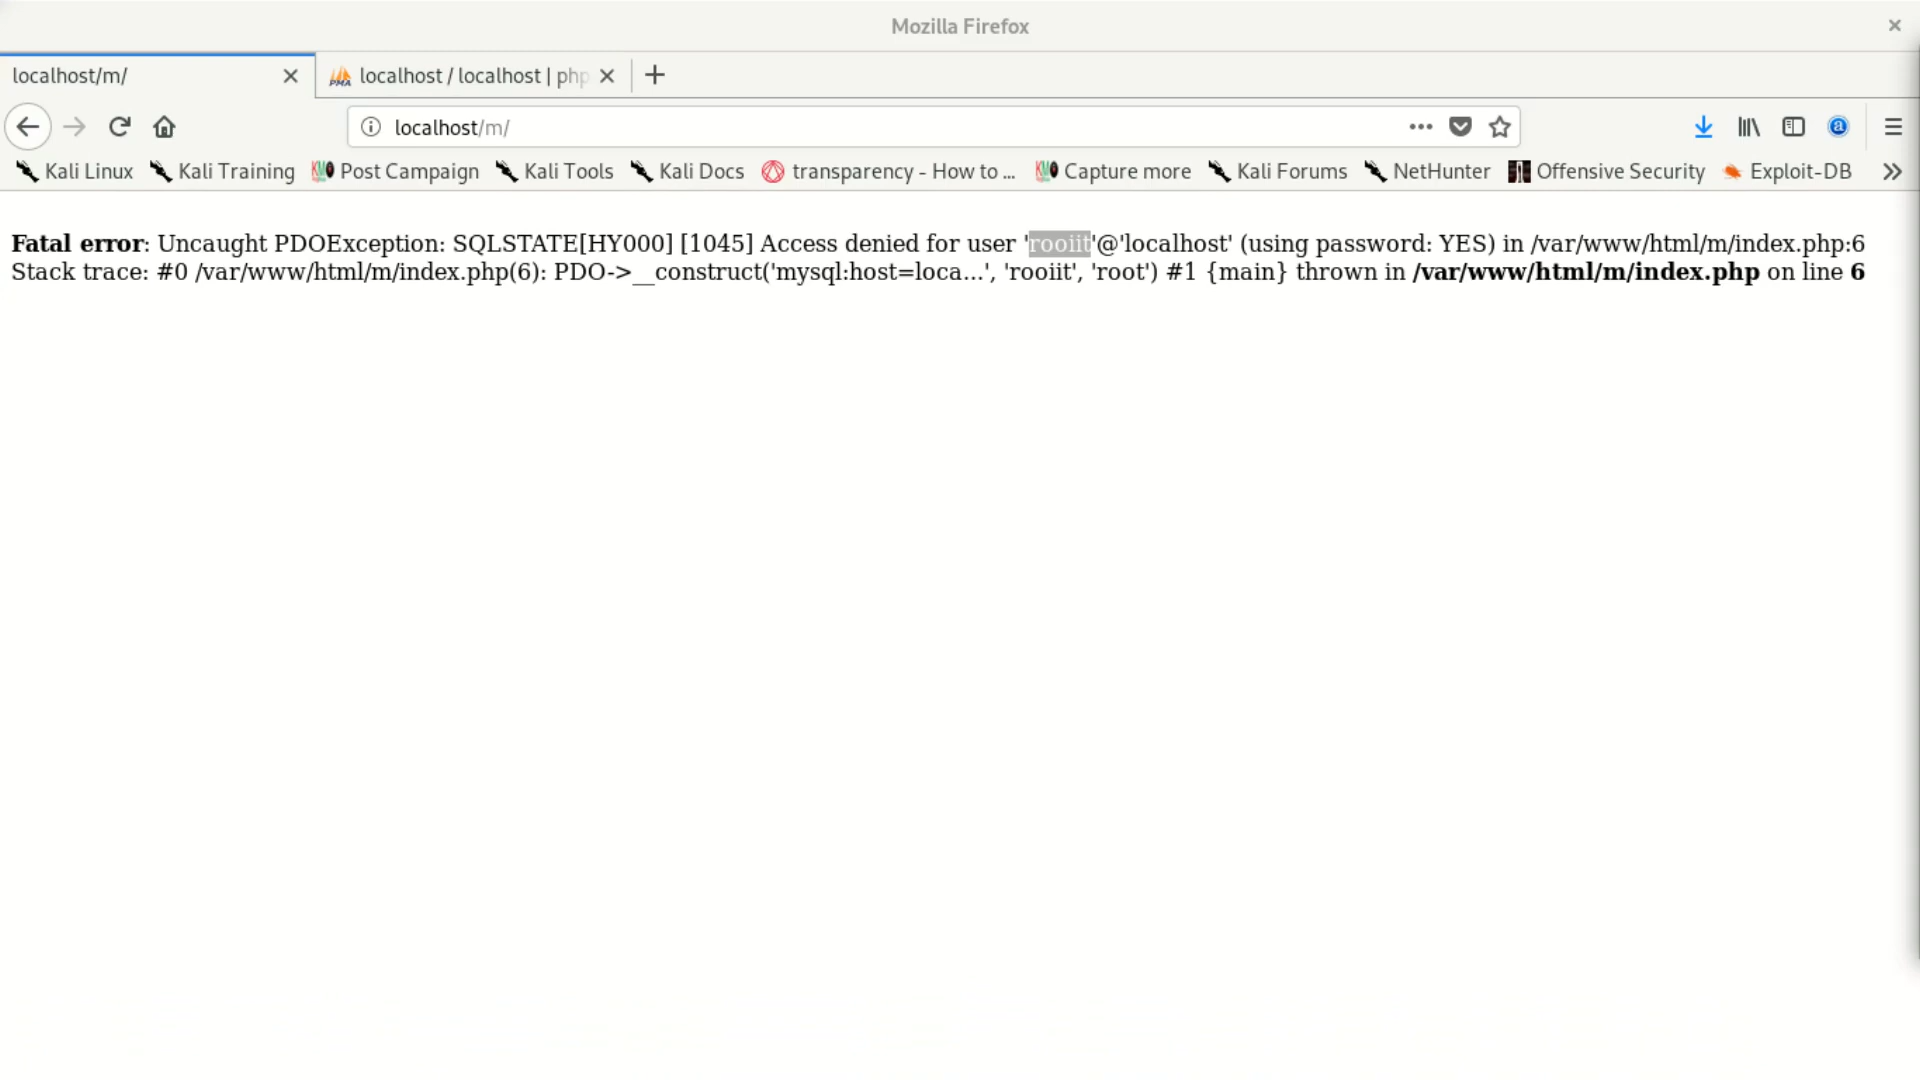 Mozilla Firefox
localhost/m/
PMA localhost / localhost | php
localhost/m/
Kali Linux Kali Training Post Campaign Kali Tools Kali Docs transparency - How to ... Capture more Kali Forums NetHunter Offensive Security Exploit-DB
Fatal error: Uncaught PDOException: SQLSTATE[HY000] [1045] Access denied for user 'rooiit'@'localhost' (using password: YES) in /var/www/html/m/index.php:6
Stack trace: #0 /var/www/html/m/index.php(6): PDO->__construct('mysql:host=loca...', 'rooiit', 'root') #1 {main} thrown in /var/www/html/m/index.php on line 6